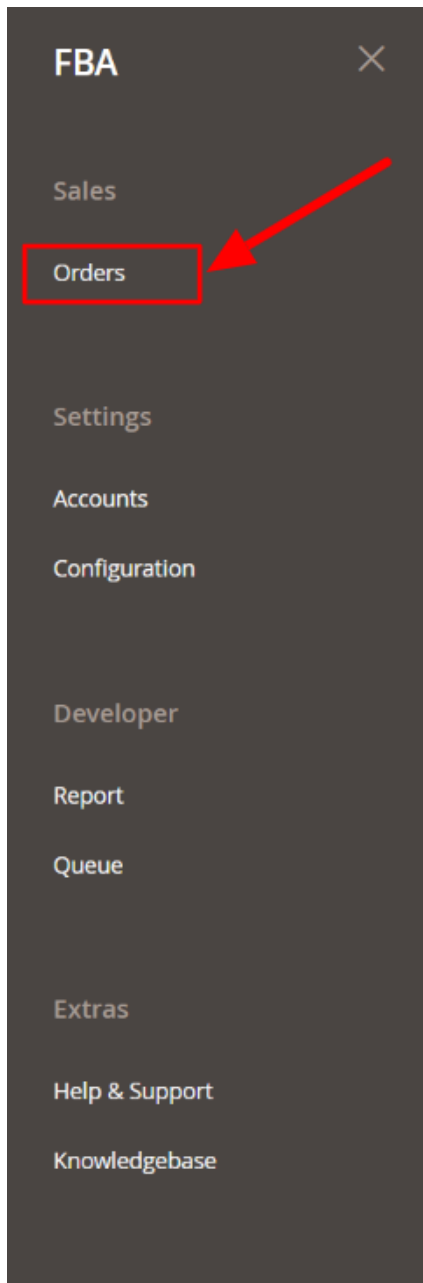 FBA
Sales
Orders
Settings
Accounts
Configuration
Developer
Report
Queue
Extras
Help & Support
Knowledgebase